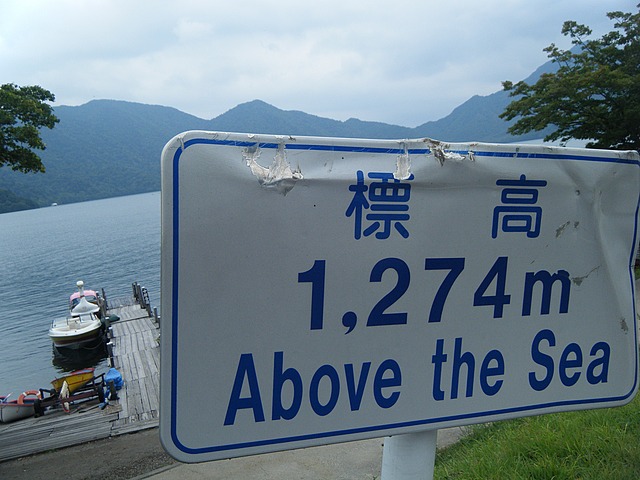 標 高
1,274m
Above the Sea